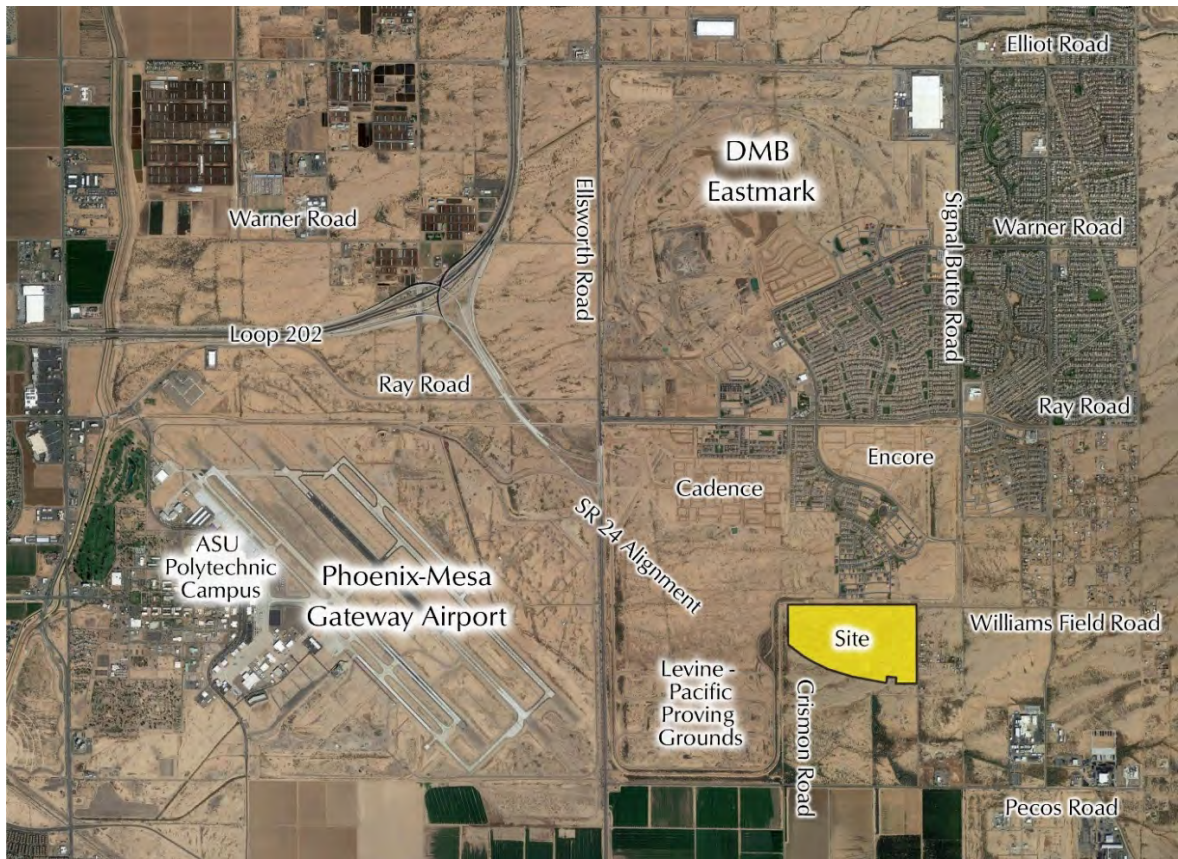 Elliot Road
DMB
Eastmark
Ellsworth Road
Signal Butte Road
Warner Road
Warner Road
Loop 202
Ray Road
Ray Road
Encore
Cadence
SR 24 Alignment
ASU
Polytechnic
Campus
Phoenix-Mesa
Gateway Airport
Site
Williams Field Road
Levine -
Pacific
Proving
Grounds
Crismon Road
Pecos Road